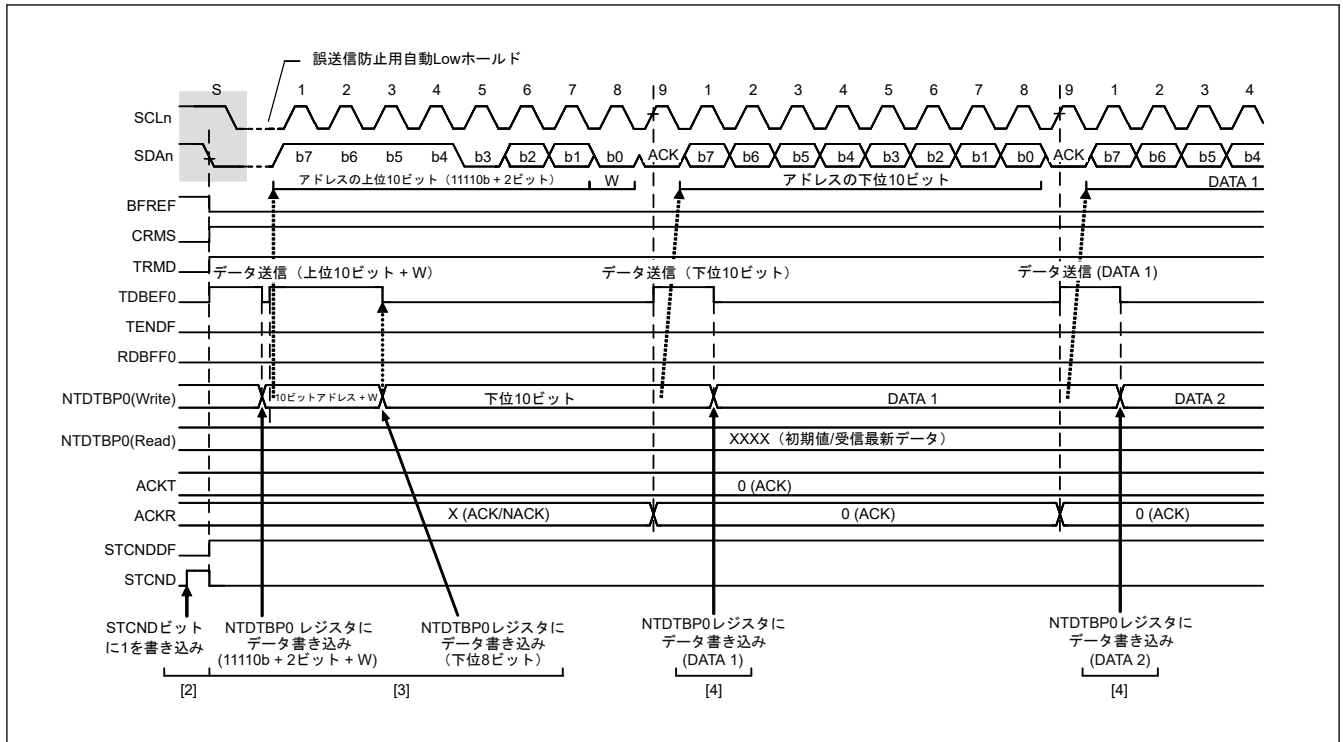 誤送信防止用自動Lowホールド
S 1 2 3 4 5 6 7 8 9 1 2 3 4 5 6 7 8 9 1 2 3 4
SCLn
SDAn b7 b6 b5 b4 b3 b2 b1 b0 ACK b7 b6 b5 b4 b3 b2 b1 b0 ACK b7 b6 b5 b4
アドレスの上位10ビット（11110b + 2ビット） W アドレスの下位10ビット DATA 1
BFREF
CRMS
TRMD
データ送信（上位10ビット + W） データ送信（下位10ビット） データ送信 (DATA 1)
TDBEF0
TENDF
RDBFF0
NTDTBP0(Write) 10ビットアドレス + W 下位10ビット DATA 1 DATA 2
NTDTBP0(Read) XXXX（初期値/受信最新データ）
ACKT 0 (ACK)
ACKR X (ACK/NACK) 0 (ACK) 0 (ACK)
STCNDDF
STCND
STCNDビット
に1を書き込み
NTDTBP0 レジスタに
データ書き込み
(11110b + 2ビット + W)
NTDTBP0レジスタに
データ書き込み
（下位8ビット）
NTDTBP0レジスタに
データ書き込み
(DATA 1)
NTDTBP0レジスタに
データ書き込み
(DATA 2)
[2] [3] [4] [4]